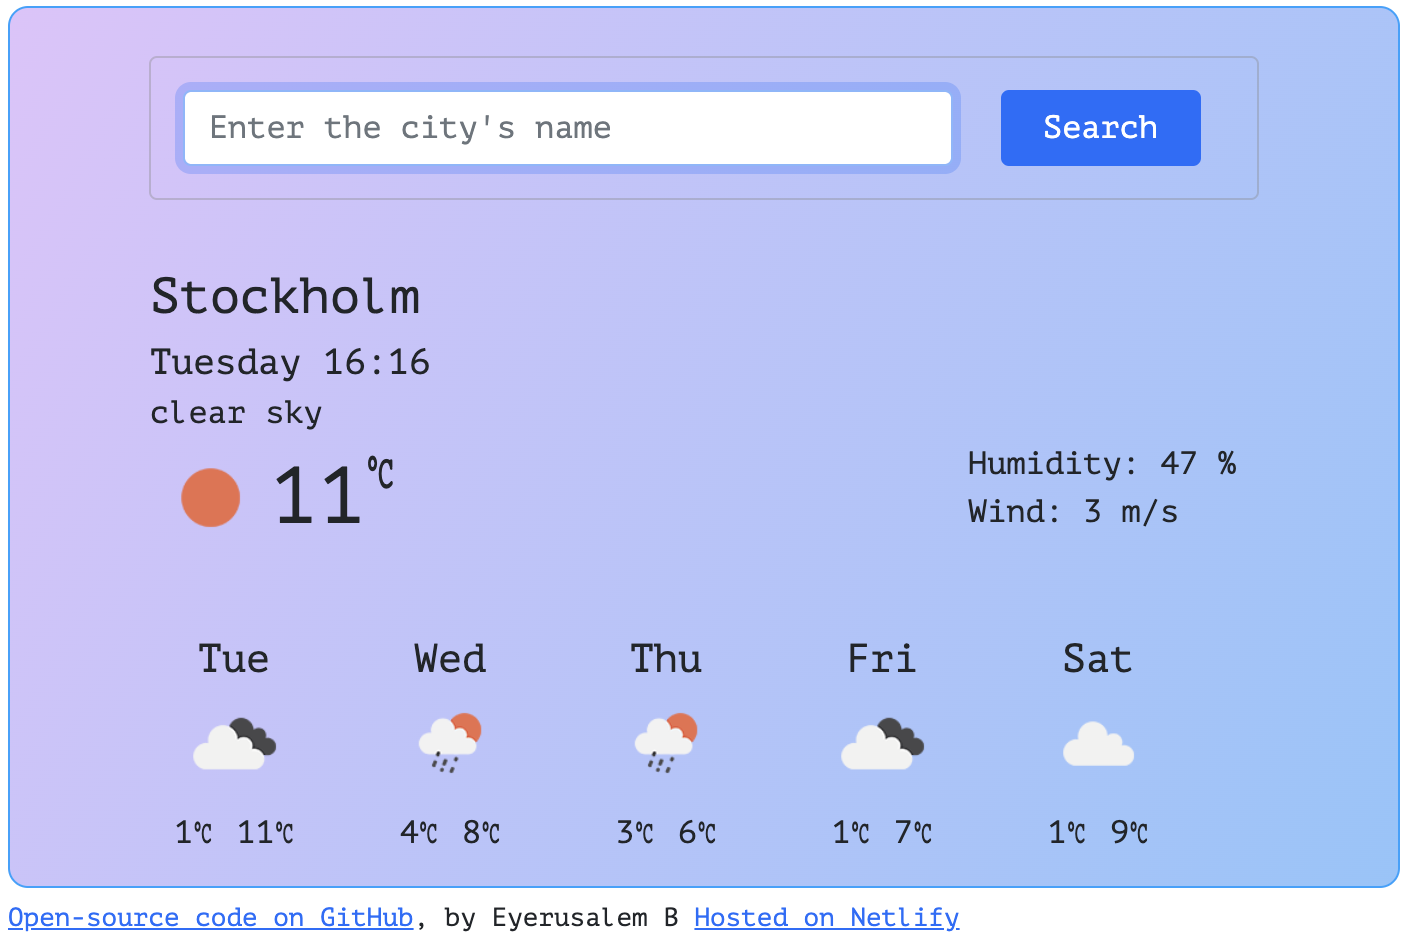 Enter the city's name
Search
Stockholm
Tuesday 16:16
clear sky
11℃
Humidity: 47 %
Wind: 3 m/s
Tue Wed Thu Fri Sat
1℃ 11℃ 4℃ 8℃ 3℃ 6℃ 1℃ 7℃ 1℃ 9℃
Open-source code on GitHub, by Eyerusalem B Hosted on Netlify